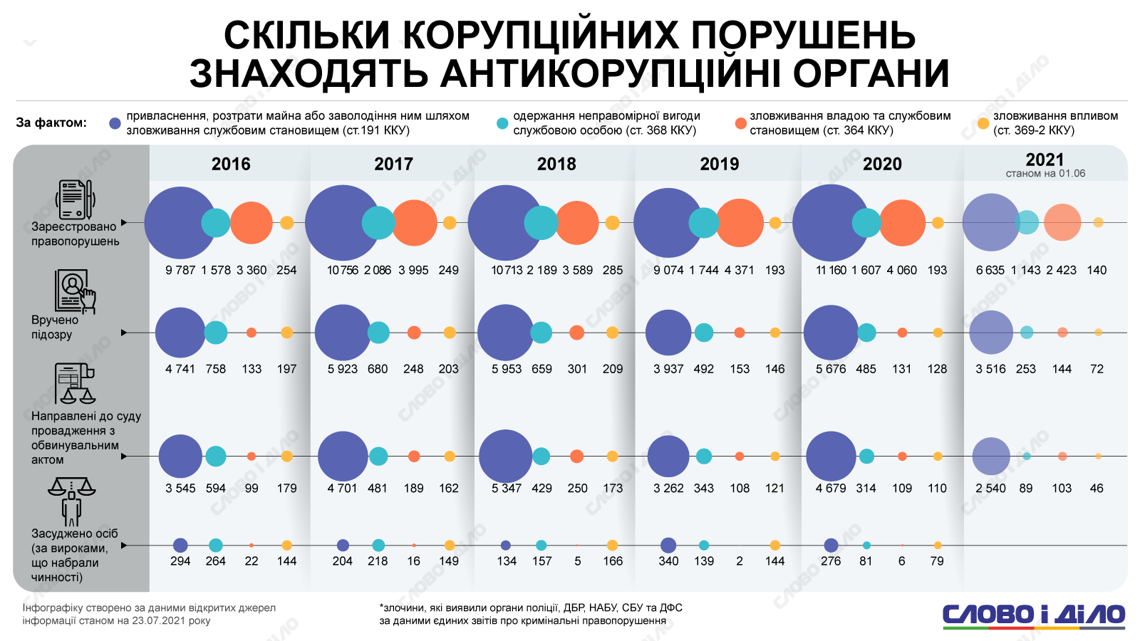 СКІЛЬКИ КОРУПЦІЙНИХ ПОРУШЕНЬ
ЗНАХОДЯТЬ АНТИКОРУПЦІЙНІ ОРГАНИ
За фактом:
привласнення, розтрати майна або заволодіння ним шляхом
зловживання службовим становищем (ст.191 ККУ)
одержання неправомірної вигоди
службовою особою (ст. 368 ККУ)
зловживання владою та службовим
становищем (ст. 364 ККУ)
зловживання впливом
(ст. 369-2 ККУ)
2016 2017 2018 2019 2020 2021
станом на 01.06
Зареєстровано
правопорушень
9 787 1 578 3 360 254 10 756 2 086 3 995 249 10 713 2 189 3 589 285 9 074 1 744 4 371 193 11 160 1 607 4 060 193 6 635 1 143 2 423 140
Вручено
підозру
4 741 758 133 197 5 923 680 248 203 5 953 659 301 209 3 937 492 153 146 5 676 485 131 128 3 516 253 144 72
Направлені до суду
провадження з
обвинувальним
актом
3 545 594 99 179 4 701 481 189 162 5 347 429 250 173 3 262 343 108 121 4 679 314 109 110 2 540 89 103 46
Засуджено осіб
(за вироками,
що набрали
чинності)
294 264 22 144 204 218 16 149 134 157 5 166 340 139 2 144 276 81 6 79
Інфографіку створено за даними відкритих джерел
інформації станом на 23.07.2021 року
*злочини, які виявили органи поліції, ДБР, НАБУ, СБУ та ДФС
за даними єдиних звітів про кримінальні правопорушення
СЛОВО І ДІЛО